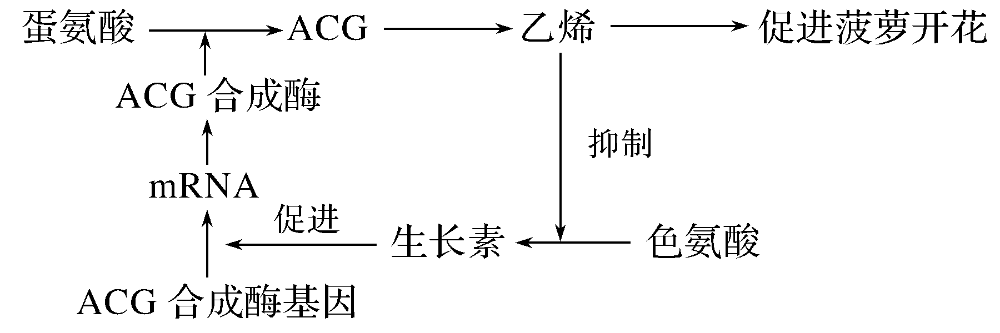 蛋氨酸 ACG 乙烯 促进菠萝开花
ACG 合成酶
抑制
mRNA
促进
生长素 色氨酸
ACG 合成酶基因